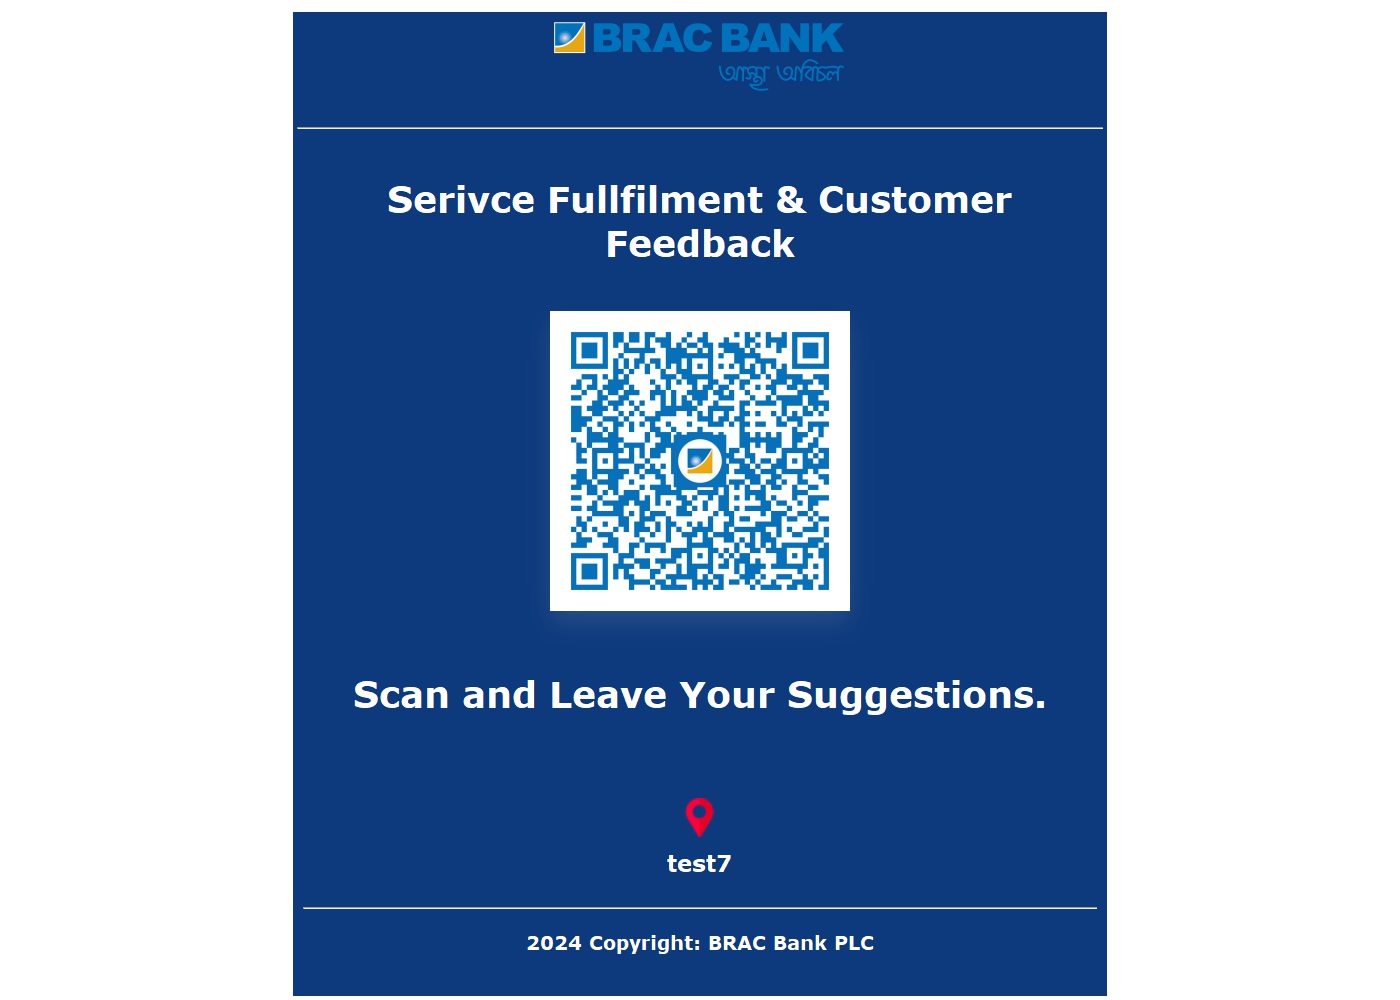 BRAC BANK
আস্থা অবিচল
Serivce Fullfilment & Customer
Feedback
Scan and Leave Your Suggestions.
test7
2024 Copyright: BRAC Bank PLC